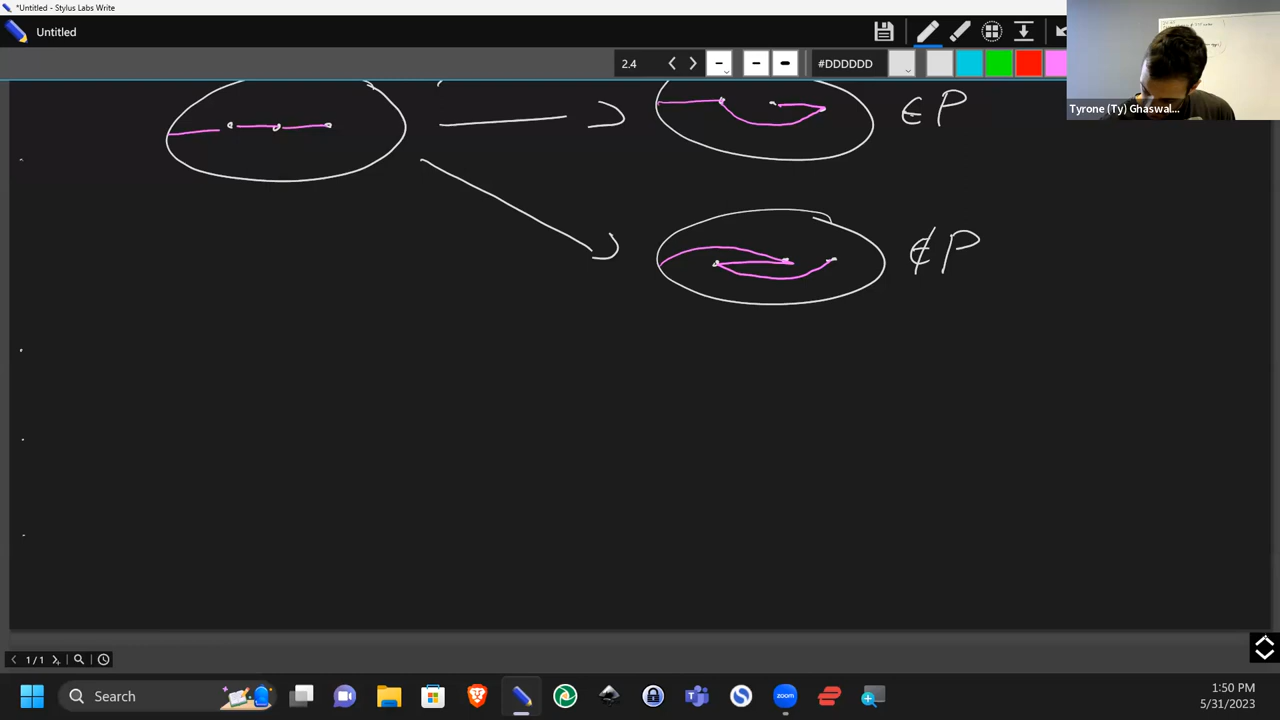 *Untitled - Stylus Labs Write
Untitled
2.4
#DDDDDD
Tyrone (Ty) Ghaswal...
∈ P
∉ P
1/1
Search
1:50 PM
5/31/2023